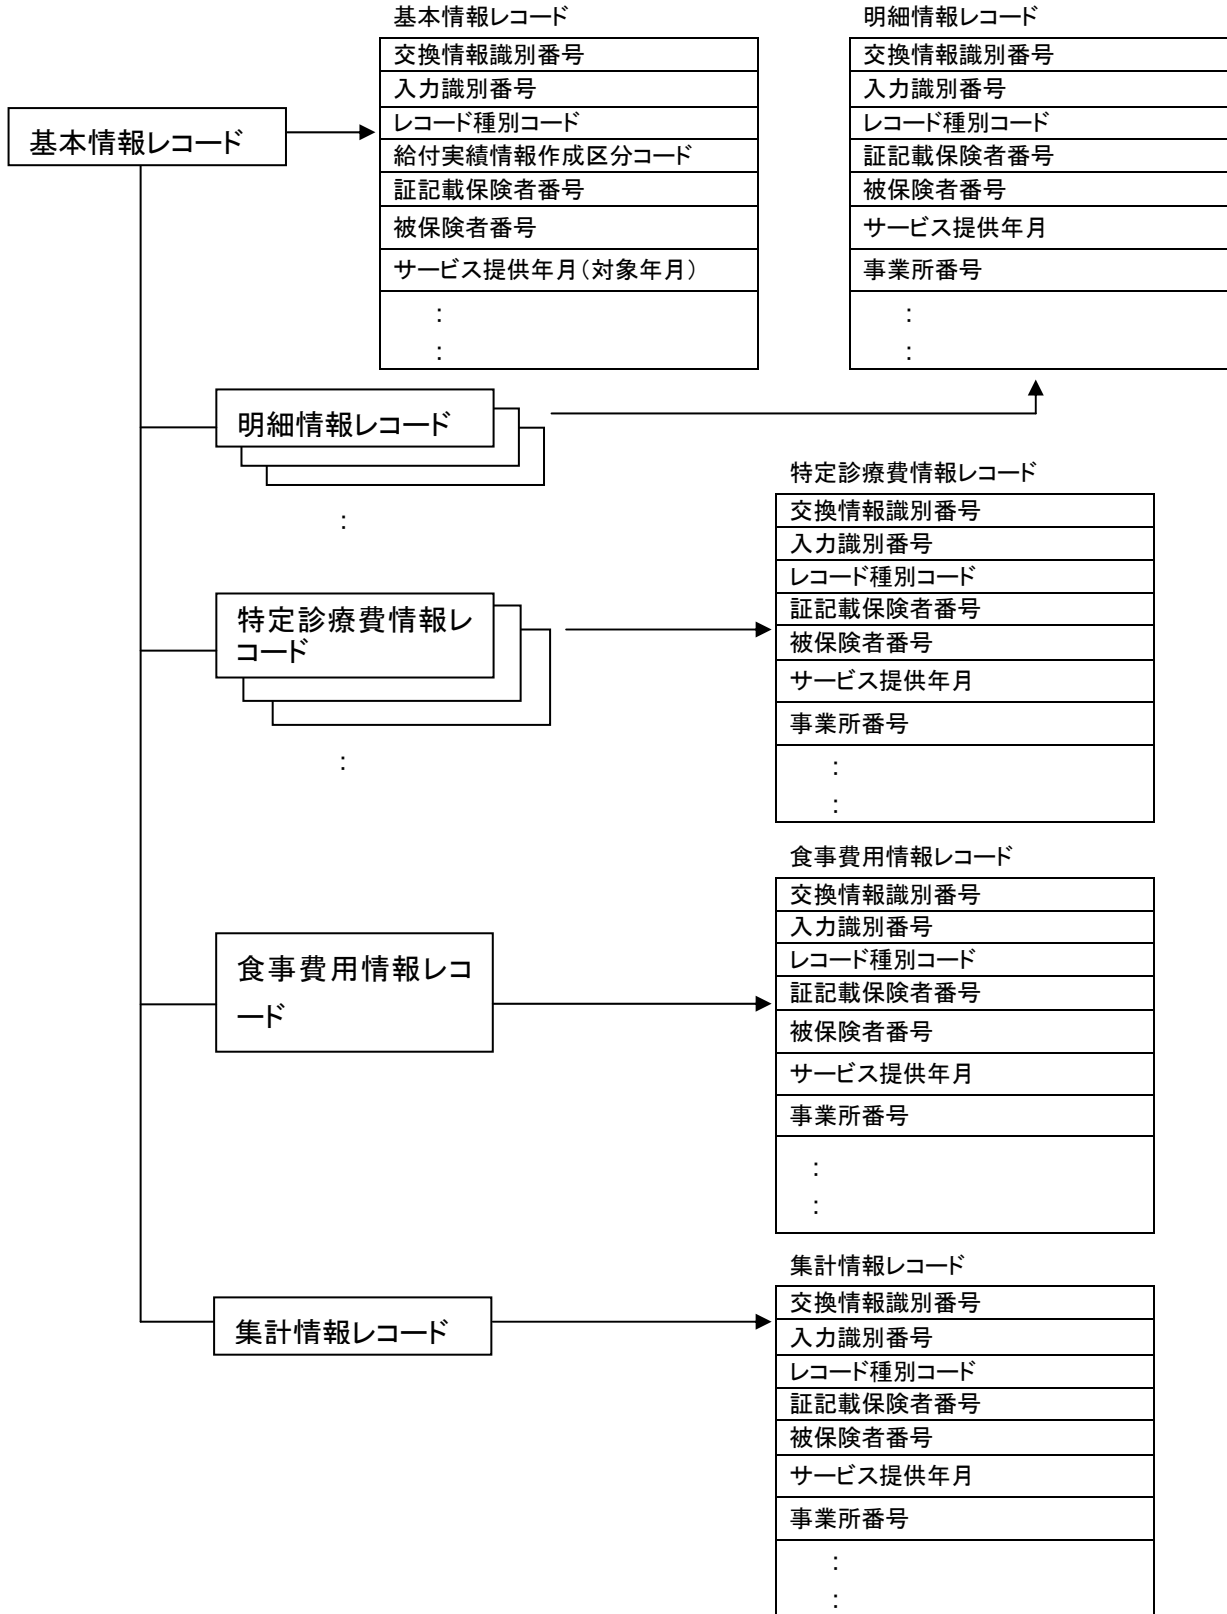 基本情報レコード
交換情報識別番号
入力識別番号
レコード種別コード
給付実績情報作成区分コード
証記載保険者番号
被保険者番号
サービス提供年月(対象年月)
:
:
明細情報レコード
交換情報識別番号
入力識別番号
レコード種別コード
証記載保険者番号
被保険者番号
サービス提供年月
事業所番号
:
:
基本情報レコード
明細情報レコード
:
特定診療費情報レコード
交換情報識別番号
入力識別番号
レコード種別コード
証記載保険者番号
被保険者番号
サービス提供年月
事業所番号
:
:
特定診療費情報レ
コード
:
食事費用情報レコード
交換情報識別番号
入力識別番号
レコード種別コード
証記載保険者番号
被保険者番号
サービス提供年月
事業所番号
:
:
食事費用情報レコ
ード
集計情報レコード
交換情報識別番号
入力識別番号
レコード種別コード
証記載保険者番号
被保険者番号
サービス提供年月
事業所番号
:
:
集計情報レコード